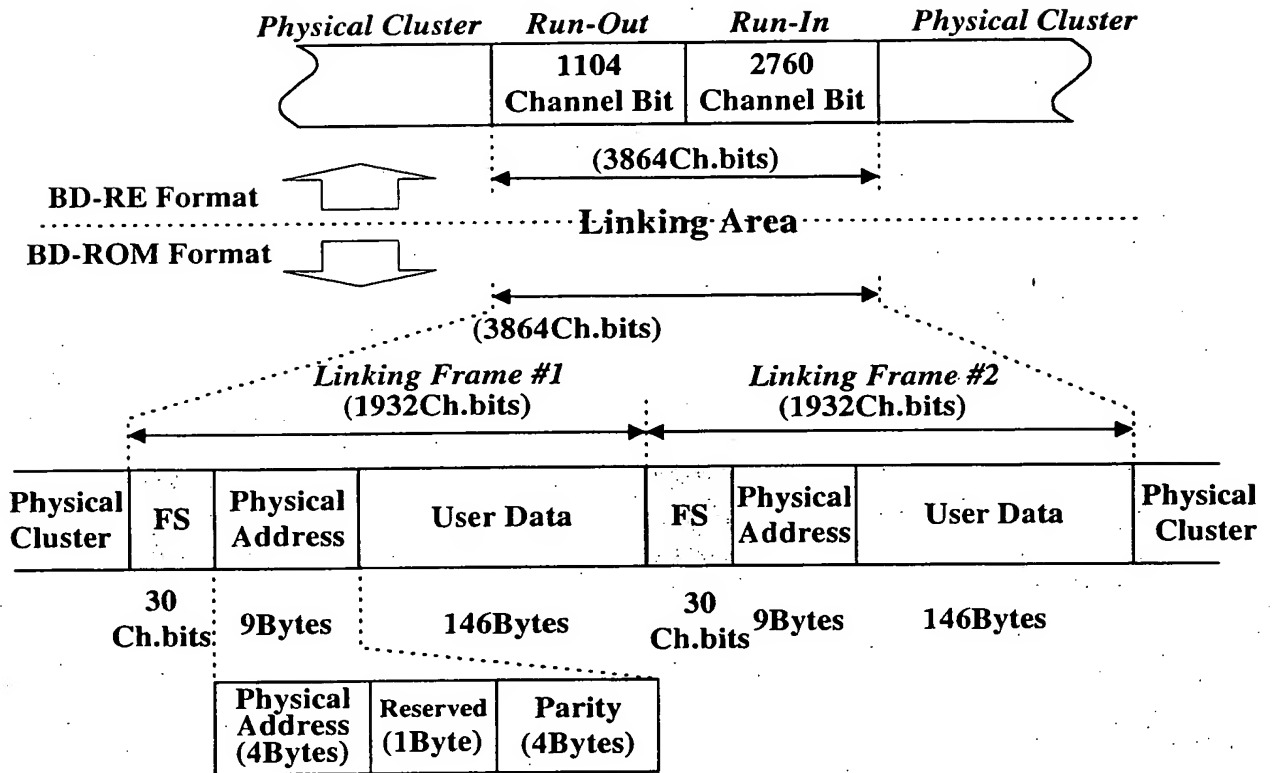 Physical Cluster Run-Out Run-In Physical Cluster
1104 Channel Bit
2760 Channel Bit
(3864Ch.bits)
BD-RE Format
Linking Area
BD-ROM Format
(3864Ch.bits)
Linking Frame #1
(1932Ch.bits)
Linking Frame #2
(1932Ch.bits)
Physical Cluster
FS
Physical Address
User Data
FS
Physical Address
User Data
Physical Cluster
30 Ch.bits
9Bytes
146Bytes
30 Ch.bits
9Bytes
146Bytes
Physical Address (4Bytes)
Reserved (1Byte)
Parity (4Bytes)